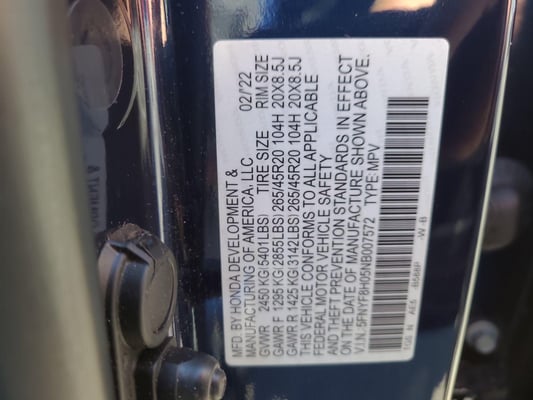 MFD. BY HONDA DEVELOPMENT &
MANUFACTURING OF AMERICA, LLC 02/'22
GVWR 2450 KG(5401LBS) TIRE SIZE RIM SIZE
GAWR F 1295 KG(2855LBS) 265/45R20 104H 20X8.5J
GAWR R 1425 KG(3142LBS) 265/45R20 104H 20X8.5J
THIS VEHICLE CONFORMS TO ALL APPLICABLE
FEDERAL MOTOR VEHICLE SAFETY
AND THEFT PREVENTION STANDARDS IN EFFECT
ON THE DATE OF MANUFACTURE SHOWN ABOVE.
V.I.N.:5FNYF8H05NB007572 TYPE: MPV
AE5 B588P -W -B